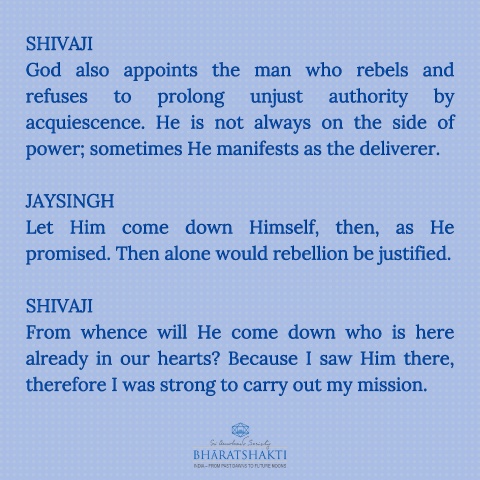 SHIVAJI
God also appoints the man who rebels and
refuses to prolong unjust authority by
acquiescence. He is not always on the side of
power; sometimes He manifests as the deliverer.
JAYSINGH
Let Him come down Himself, then, as He
promised. Then alone would rebellion be justified.
SHIVAJI
From whence will He come down who is here
already in our hearts? Because I saw Him there,
therefore I was strong to carry out my mission.
Sri Aurobindo Society
BHĀRATSHAKTI
INDIA—FROM PAST DAWNS TO FUTURE NOONS